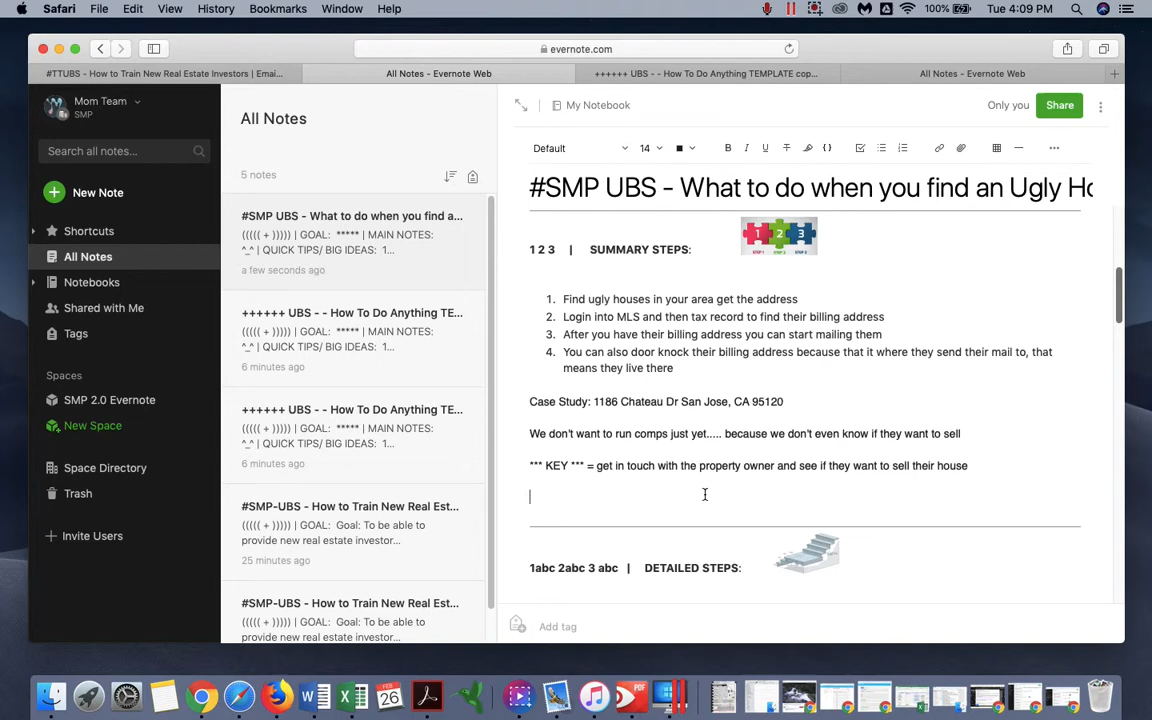 Safari File Edit View History Bookmarks Window Help 100% Tue 4:09 PM
evernote.com
#TTUBS - How to Train New Real Estate Investors | Emai... All Notes - Evernote Web ++++++ UBS - - How To Do Anything TEMPLATE cop... All Notes - Evernote Web
Mom Team
SMP
Search all notes...
New Note
Shortcuts
All Notes
Notebooks
Shared with Me
Tags
Spaces
SMP 2.0 Evernote
New Space
Space Directory
Trash
Invite Users
All Notes
5 notes
#SMP UBS - What to do when you find a...
((((( + ))))) | GOAL: ***** | MAIN NOTES:
^_^ | QUICK TIPS/ BIG IDEAS: 1...
a few seconds ago
++++++ UBS - - How To Do Anything TE...
((((( + ))))) | GOAL: ***** | MAIN NOTES:
^_^ | QUICK TIPS/ BIG IDEAS: 1...
6 minutes ago
++++++ UBS - - How To Do Anything TE...
((((( + ))))) | GOAL: ***** | MAIN NOTES:
^_^ | QUICK TIPS/ BIG IDEAS: 1...
6 minutes ago
#SMP-UBS - How to Train New Real Est...
((((( + ))))) | GOAL: Goal: To be able to
provide new real estate investor...
25 minutes ago
#SMP-UBS - How to Train New Real Est...
((((( + ))))) | GOAL: Goal: To be able to
provide new real estate investor...
My Notebook Only you Share
Default 14 B I U T {}
#SMP UBS - What to do when you find an Ugly Ho
1 2 3 | SUMMARY STEPS:
1 2 3
STEP 1 STEP 2 STEP 3
1. Find ugly houses in your area get the address
2. Login into MLS and then tax record to find their billing address
3. After you have their billing address you can start mailing them
4. You can also door knock their billing address because that it where they send their mail to, that
means they live there
Case Study: 1186 Chateau Dr San Jose, CA 95120
We don't want to run comps just yet..... because we don't even know if they want to sell
*** KEY *** = get in touch with the property owner and see if they want to sell their house
1abc 2abc 3 abc | DETAILED STEPS:
Add tag
FEB
26
PDF